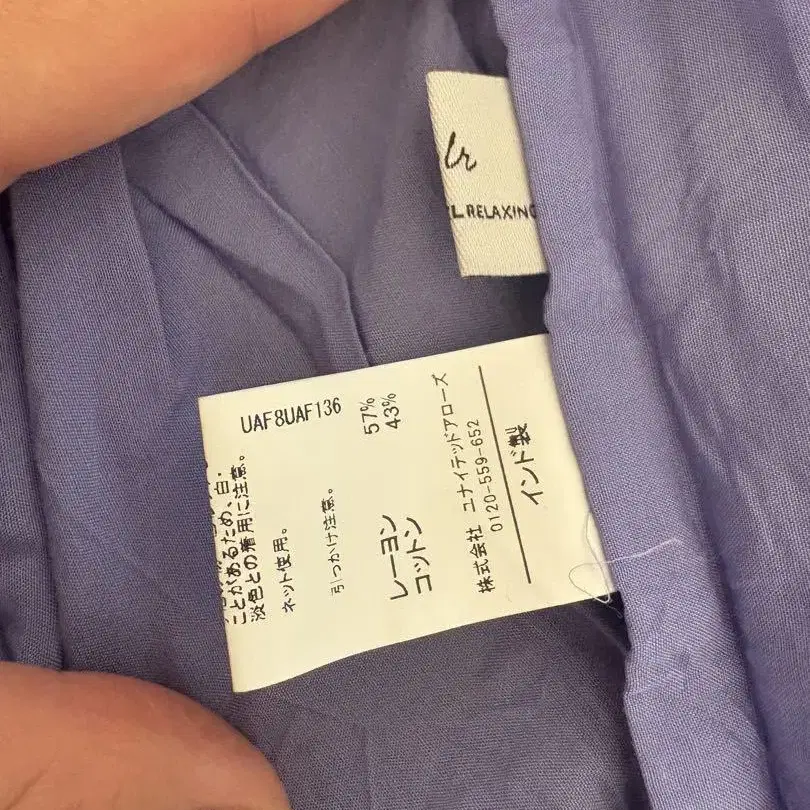 lr
L RELAXING
UAF8UAF136
白.
ことがあるため、
淡色との着用に注意。
ネット使用。
引っかけ注意。
レーヨン 57%
コットン 43%
株式会社 ユナイテッドアローズ
0120-559-652
インド製